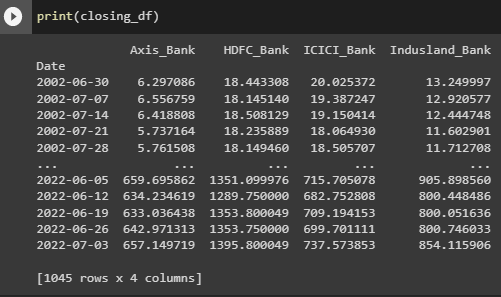 print(closing_df)
Axis_Bank HDFC_Bank ICICI_Bank Indusland_Bank
Date
2002-06-30 6.297086 18.443308 20.025372 13.249997
2002-07-07 6.556759 18.145140 19.387247 12.920577
2002-07-14 6.418808 18.508129 19.150414 12.444748
2002-07-21 5.737164 18.235889 18.064930 11.602901
2002-07-28 5.761508 18.149460 18.505707 11.712708
... ... ... ... ...
2022-06-05 659.695862 1351.099976 715.705078 905.898560
2022-06-12 634.234619 1289.750000 682.752808 800.448486
2022-06-19 633.036438 1353.800049 709.194153 800.051636
2022-06-26 642.971313 1353.750000 699.701111 800.746033
2022-07-03 657.149719 1395.800049 737.573853 854.115906
[1045 rows x 4 columns]